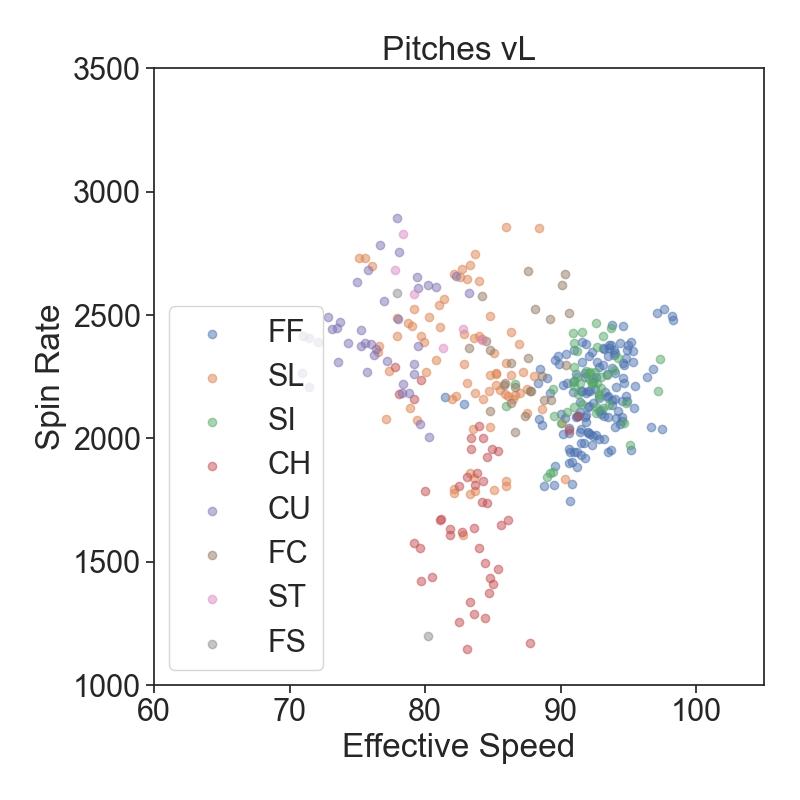 Pitches vL
3500
3000
2500
2000
1500
1000
Spin Rate
FF
SL
SI
CH
CU
FC
ST
FS
60 70 80 90 100
Effective Speed